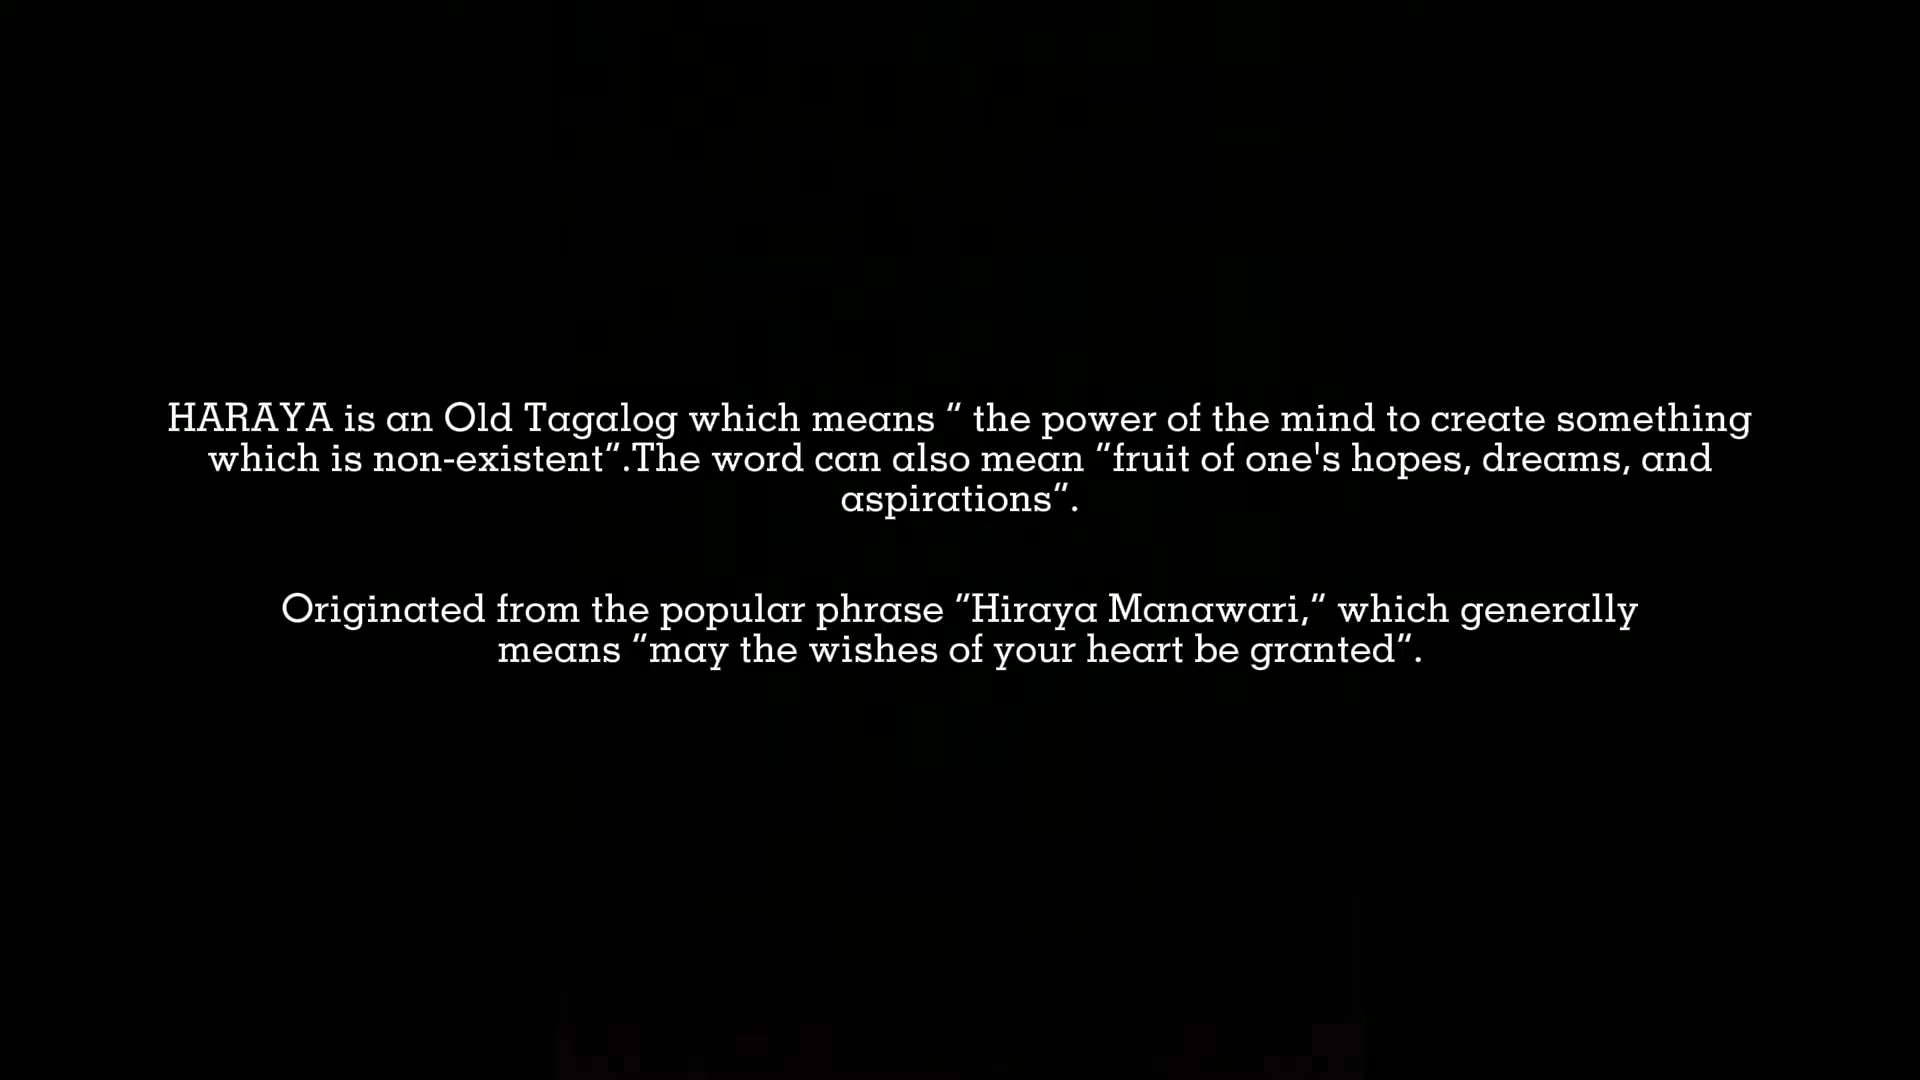 HARAYA is an Old Tagalog which means “ the power of the mind to create something
which is non-existent“.The word can also mean “fruit of one's hopes, dreams, and
aspirations“.
Originated from the popular phrase “Hiraya Manawari,“ which generally
means “may the wishes of your heart be granted“.